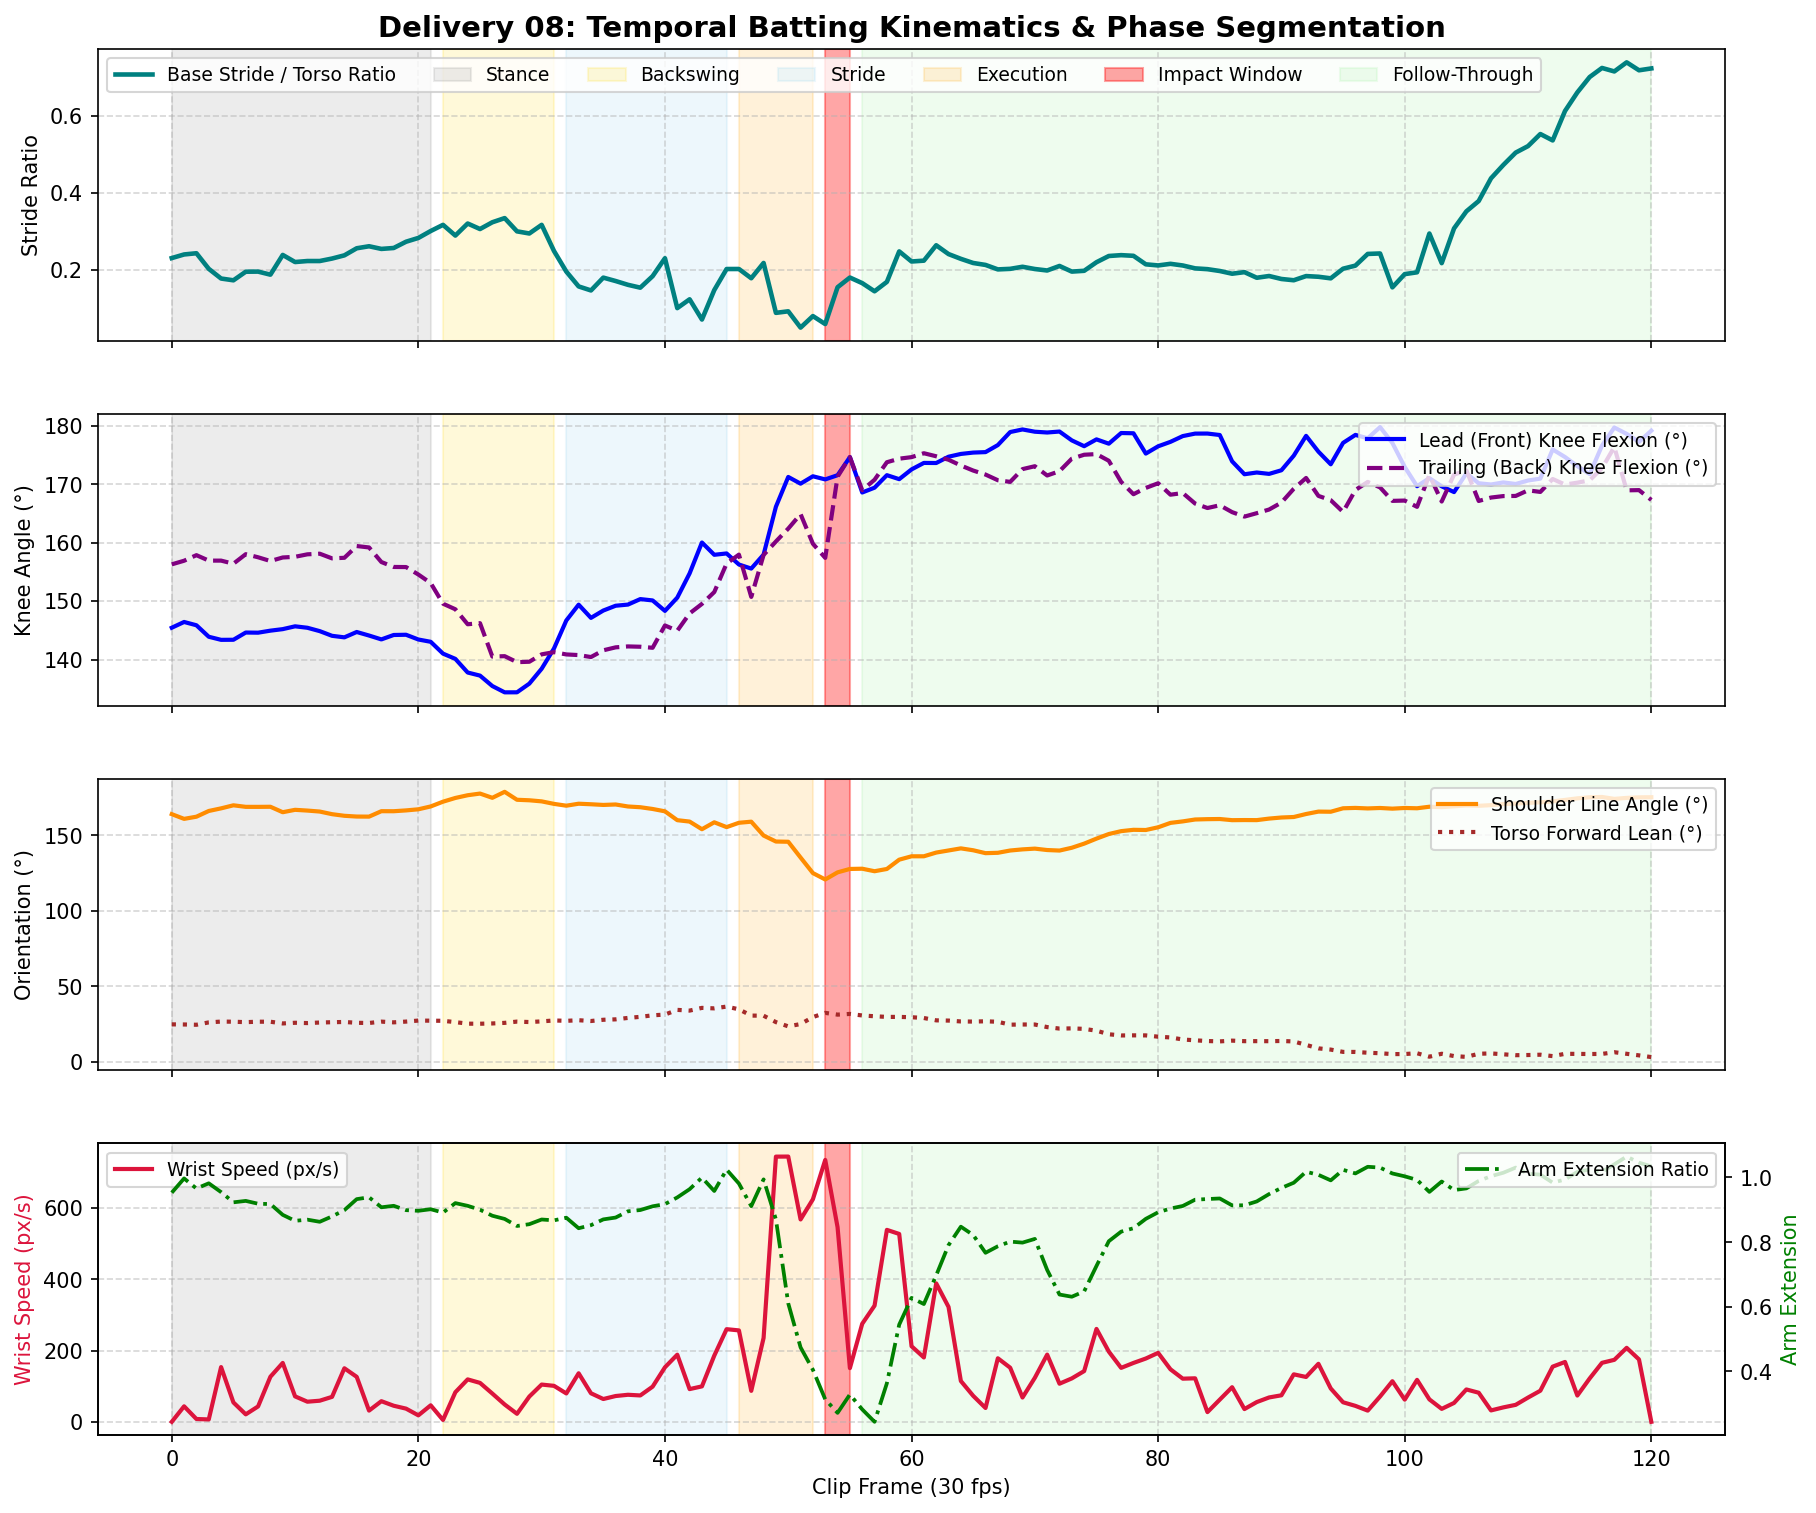 Delivery 08: Temporal Batting Kinematics & Phase Segmentation
Base Stride / Torso Ratio Stance Backswing Stride Execution Impact Window Follow-Through
Stride Ratio
0.6
0.4
0.2
Lead (Front) Knee Flexion (°)
Trailing (Back) Knee Flexion (°)
Knee Angle (°)
180
170
160
150
140
Shoulder Line Angle (°)
Torso Forward Lean (°)
Orientation (°)
150
100
50
0
Wrist Speed (px/s)
Arm Extension Ratio
Wrist Speed (px/s)
600
400
200
0
1.0
0.8
0.6
0.4
Arm Extension
0 20 40 60 80 100 120
Clip Frame (30 fps)